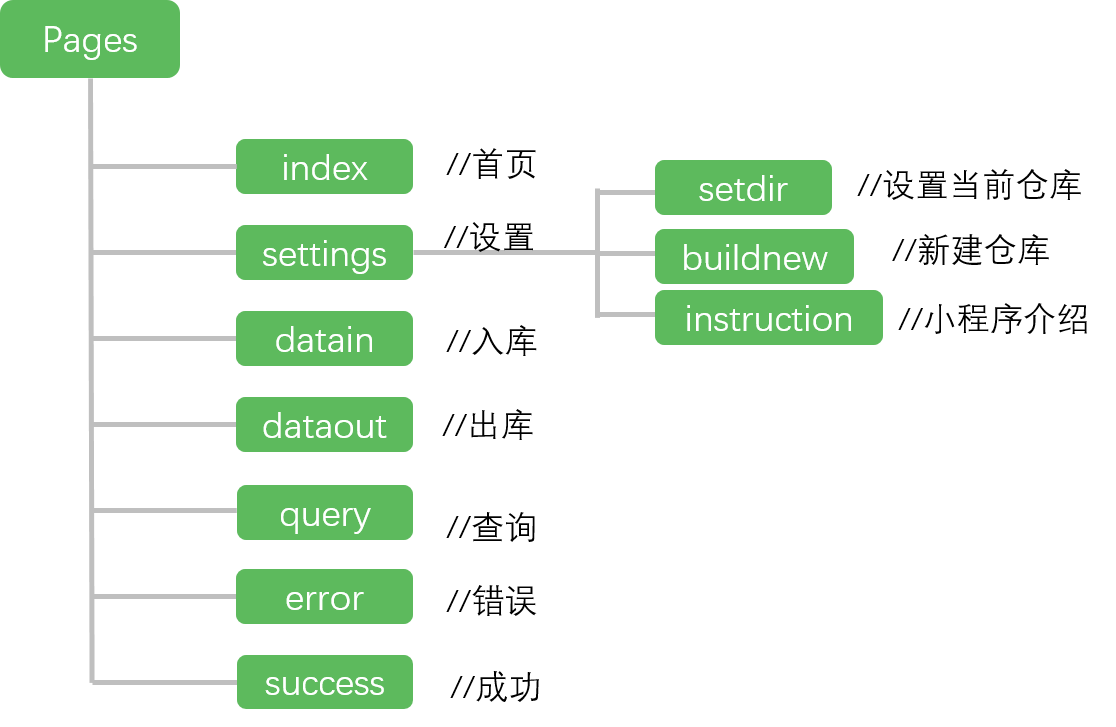 Pages
index //首页
settings //设置
setdir //设置当前仓库
buildnew //新建仓库
instruction //小程序介绍
datain //入库
dataout //出库
query //查询
error //错误
success //成功